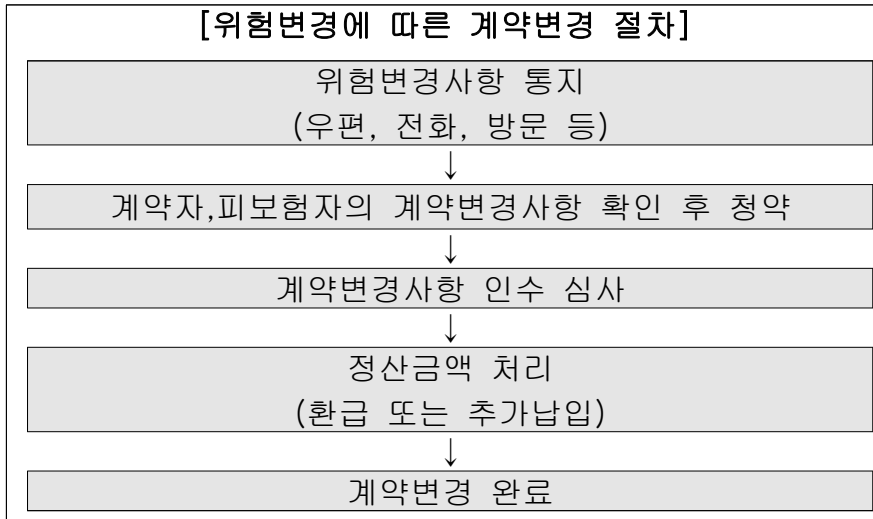 [위험변경에 따른 계약변경 절차]
위험변경사항 통지
(우편, 전화, 방문 등)
↓
계약자,피보험자의 계약변경사항 확인 후 청약
↓
계약변경사항 인수 심사
↓
정산금액 처리
(환급 또는 추가납입)
↓
계약변경 완료